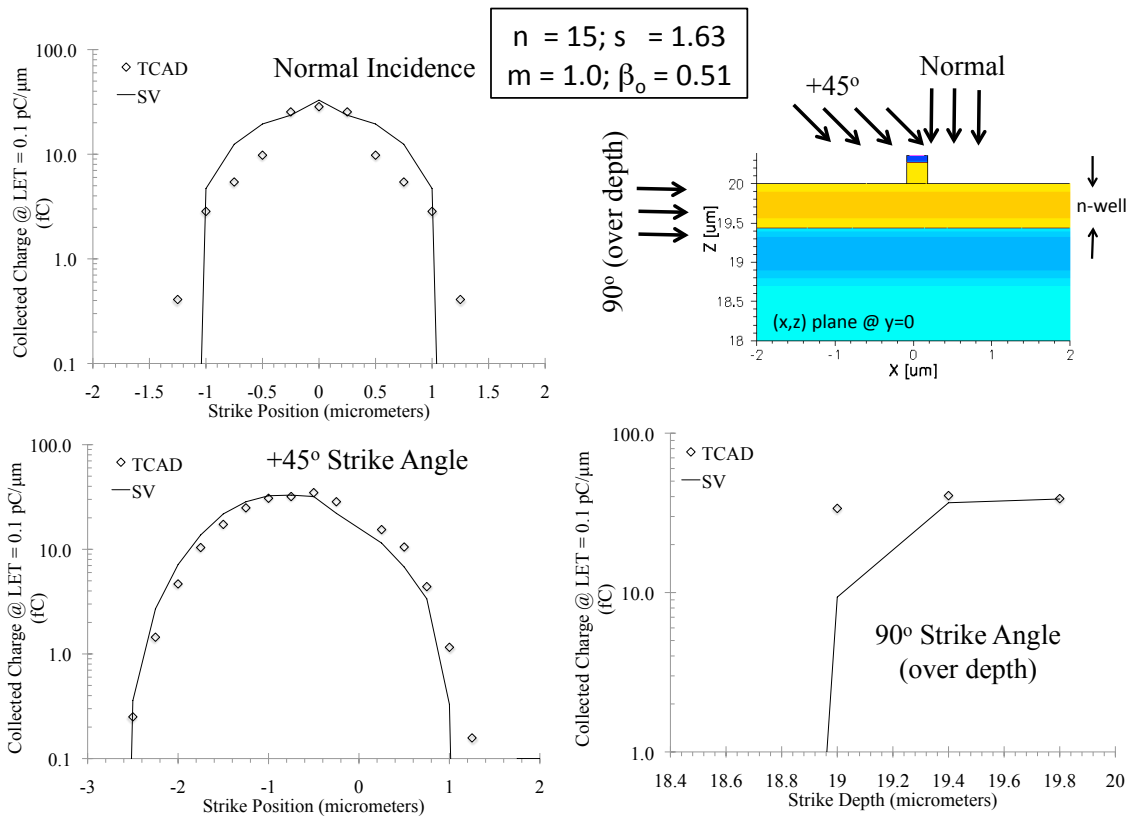 n = 15; s = 1.63
m = 1.0; βo = 0.51
Collected Charge @ LET = 0.1 pC/μm
(fC)
100.0
10.0
1.0
0.1
TCAD
SV
Normal Incidence
-2
-1.5
-1
-0.5
0
0.5
1
1.5
2
Strike Position (micrometers)
Normal
+45º
90º (over depth)
n-well
Z [um]
20
19.5
19
18.5
18
(x,z) plane @ y=0
-2
-1
0
1
2
X [um]
Collected Charge @ LET = 0.1 pC/μm
(fC)
100.0
10.0
1.0
0.1
TCAD
SV
+45º Strike Angle
-3
-2
-1
0
1
2
Strike Position (micrometers)
Collected Charge @ LET = 0.1 pC/μm
(fC)
100.0
10.0
1.0
TCAD
SV
90º Strike Angle
(over depth)
18.4
18.6
18.8
19
19.2
19.4
19.6
19.8
20
Strike Depth (micrometers)